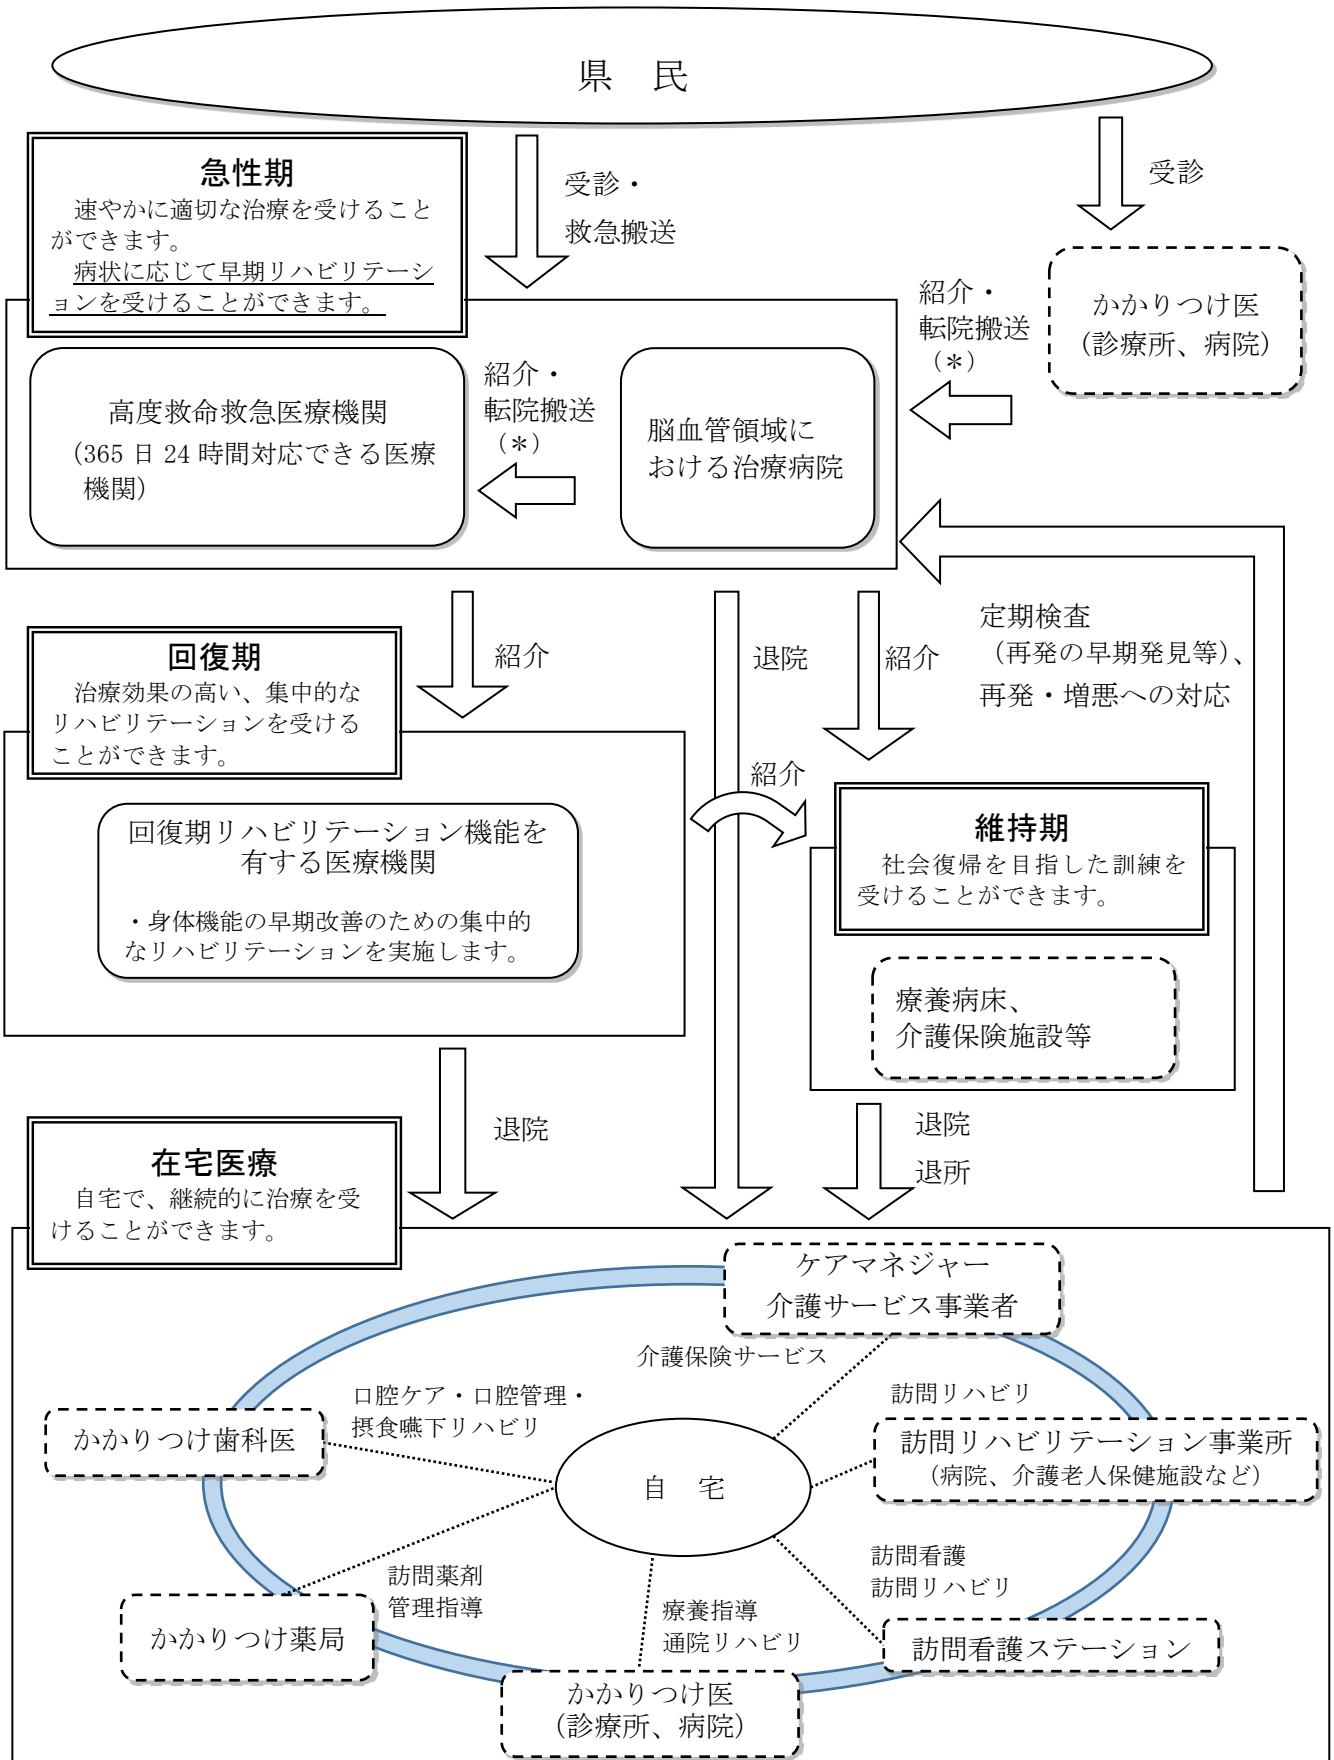 県　民
急性期
速やかに適切な治療を受けること
ができます。
病状に応じて早期リハビリテーシ
ョンを受けることができます。
受診・
救急搬送
受診
かかりつけ医
（診療所、病院）
紹介・
転院搬送
（＊）
高度救命救急医療機関
（365 日 24 時間対応できる医療
機関）
紹介・
転院搬送
（＊）
脳血管領域に
おける治療病院
紹介
退院
紹介
定期検査
（再発の早期発見等）、
再発・増悪への対応
回復期
治療効果の高い、集中的な
リハビリテーションを受ける
ことができます。
回復期リハビリテーション機能を
有する医療機関
・身体機能の早期改善のための集中的
なリハビリテーションを実施します。
紹介
維持期
社会復帰を目指した訓練を
受けることができます。
療養病床、
介護保険施設等
退院
退院
退所
在宅医療
自宅で、継続的に治療を受
けることができます。
ケアマネジャー
介護サービス事業者
介護保険サービス
口腔ケア・口腔管理・
摂食嚥下リハビリ
かかりつけ歯科医
訪問リハビリ
訪問リハビリテーション事業所
（病院、介護老人保健施設など）
自　宅
訪問薬剤
管理指導
かかりつけ薬局
療養指導
通院リハビリ
かかりつけ医
（診療所、病院）
訪問看護
訪問リハビリ
訪問看護ステーション